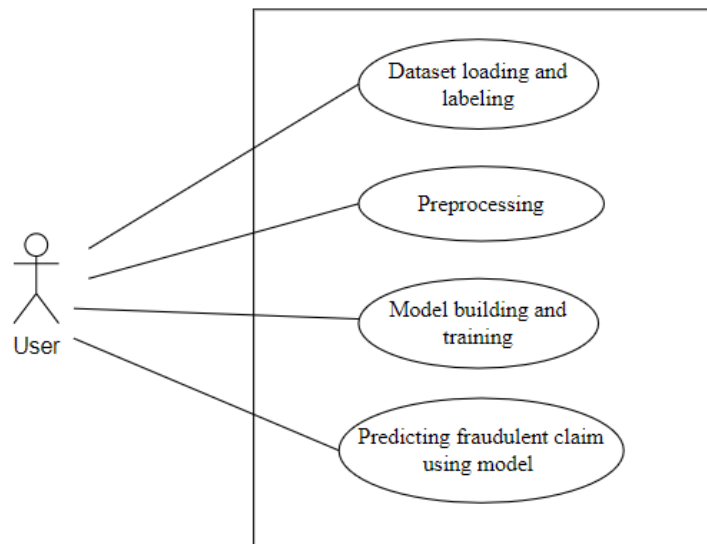 Dataset loading and
labeling
Preprocessing
Model building and
training
User
Predicting fraudulent claim
using model